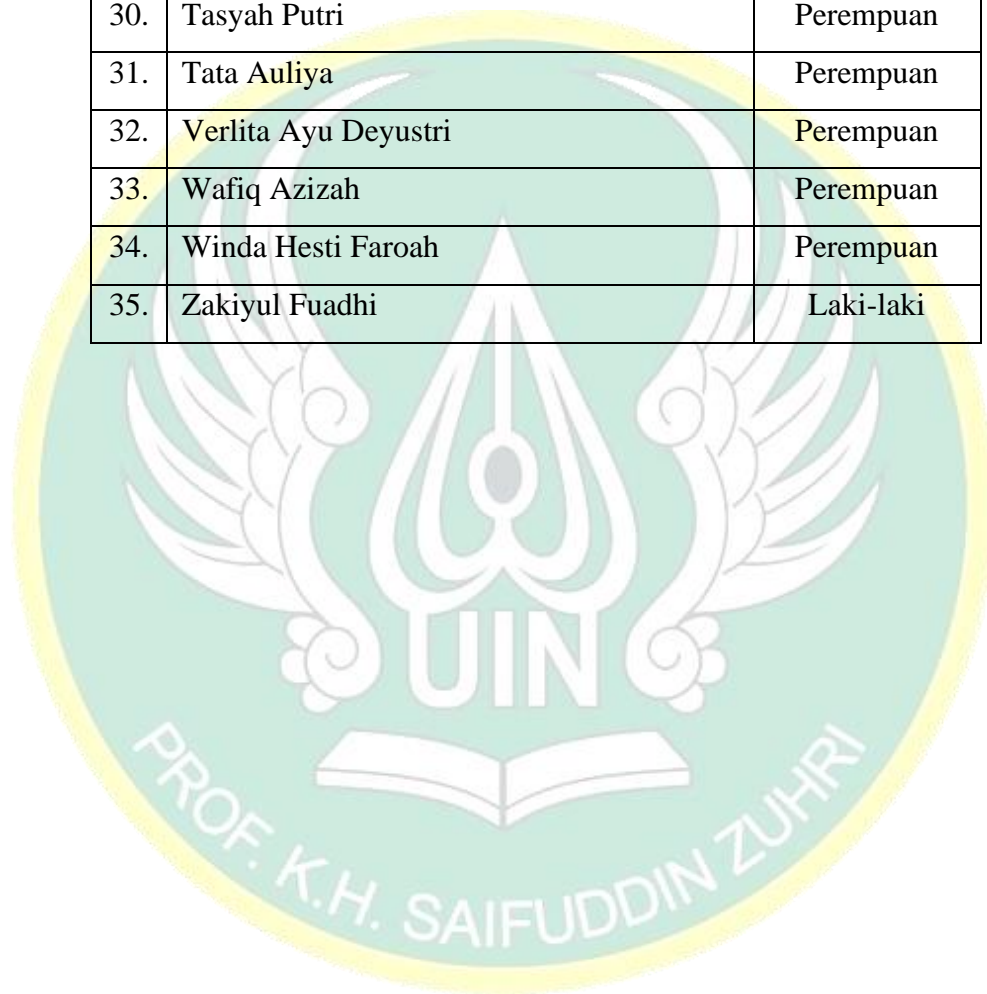 30. Tasyah Putri Perempuan
31. Tata Auliya Perempuan
32. Verlita Ayu Deyustri Perempuan
33. Wafiq Azizah Perempuan
34. Winda Hesti Faroah Perempuan
35. Zakiyul Fuadhi Laki-laki
UIN
PROF. K.H. SAIFUDDIN ZUHRI